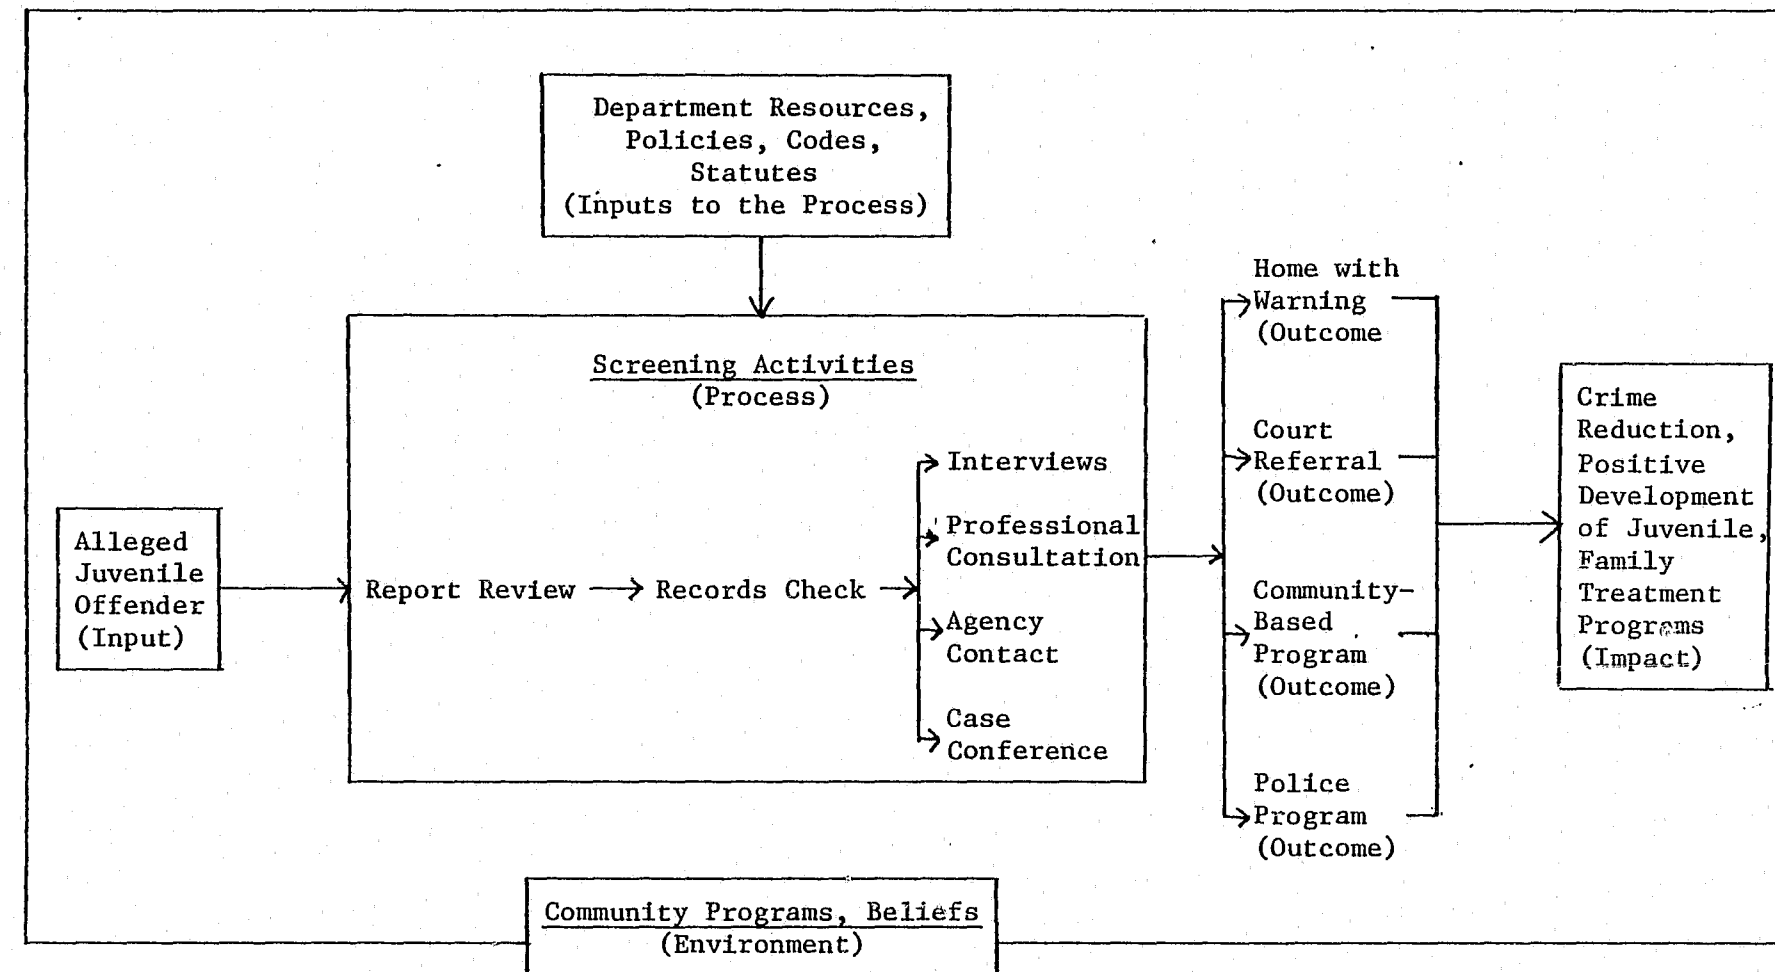 Department Resources,
Policies, Codes,
Statutes
(Inputs to the Process)
Screening Activities
(Process)
Alleged
Juvenile
Offender
(Input)
Report Review
Records Check
Interviews
Professional
Consultation
Agency
Contact
Case
Conference
Home with
Warning
(Outcome
Court
Referral
(Outcome)
Community-
Based
Program
(Outcome)
Police
Program
(Outcome)
Crime
Reduction,
Positive
Development
of Juvenile,
Family
Treatment
Programs
(Impact)
Community Programs, Beliefs
(Environment)